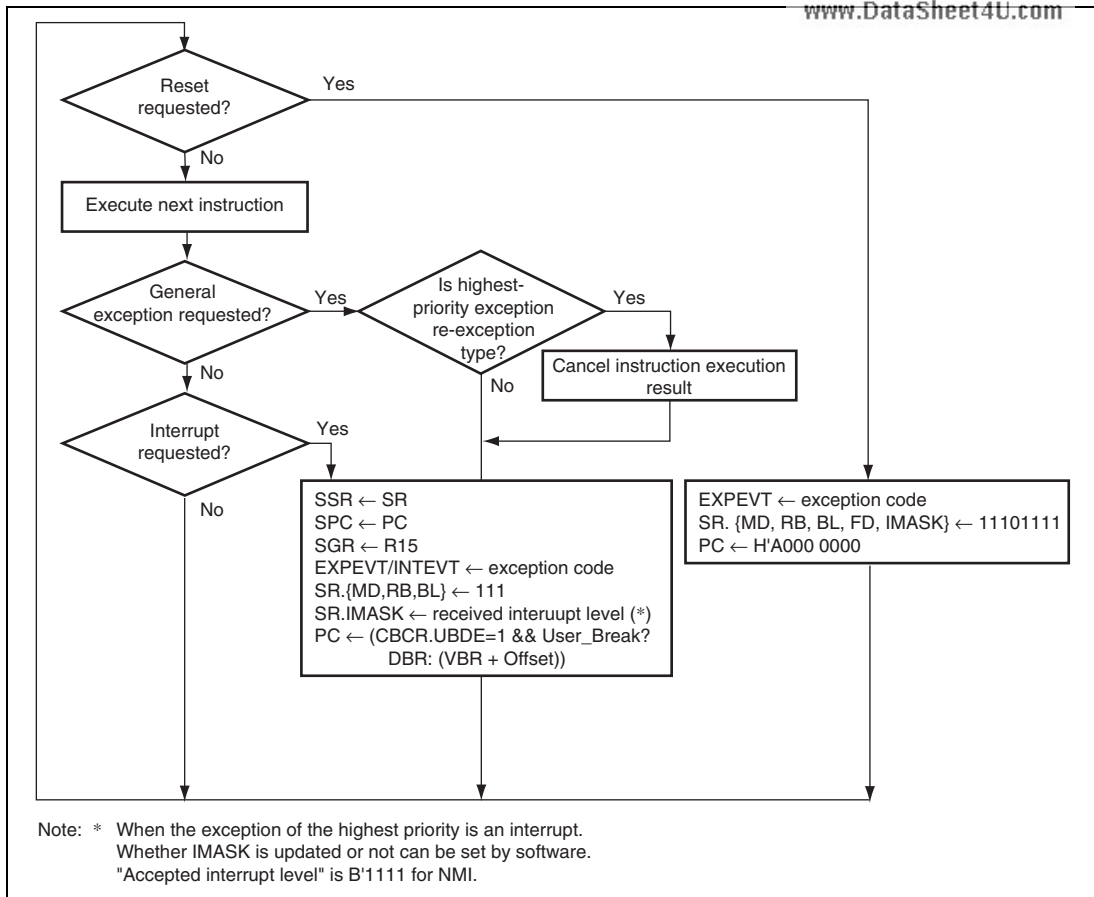 www.DataSheet4U.com
Reset
requested?
Yes
No
Execute next instruction
General
exception requested?
Yes
Is highest-
priority exception
re-exception
type?
Yes
Cancel instruction execution
result
No
No
Interrupt
requested?
Yes
No
SSR ← SR
SPC ← PC
SGR ← R15
EXPEVT/INTEVT ← exception code
SR.{MD,RB,BL} ← 111
SR.IMASK ← received interuupt level (*)
PC ← (CBCR.UBDE=1 && User_Break?
DBR: (VBR + Offset))
EXPEVT ← exception code
SR. {MD, RB, BL, FD, IMASK} ← 11101111
PC ← H'A000 0000
Note: * When the exception of the highest priority is an interrupt.
Whether IMASK is updated or not can be set by software.
"Accepted interrupt level" is B'1111 for NMI.